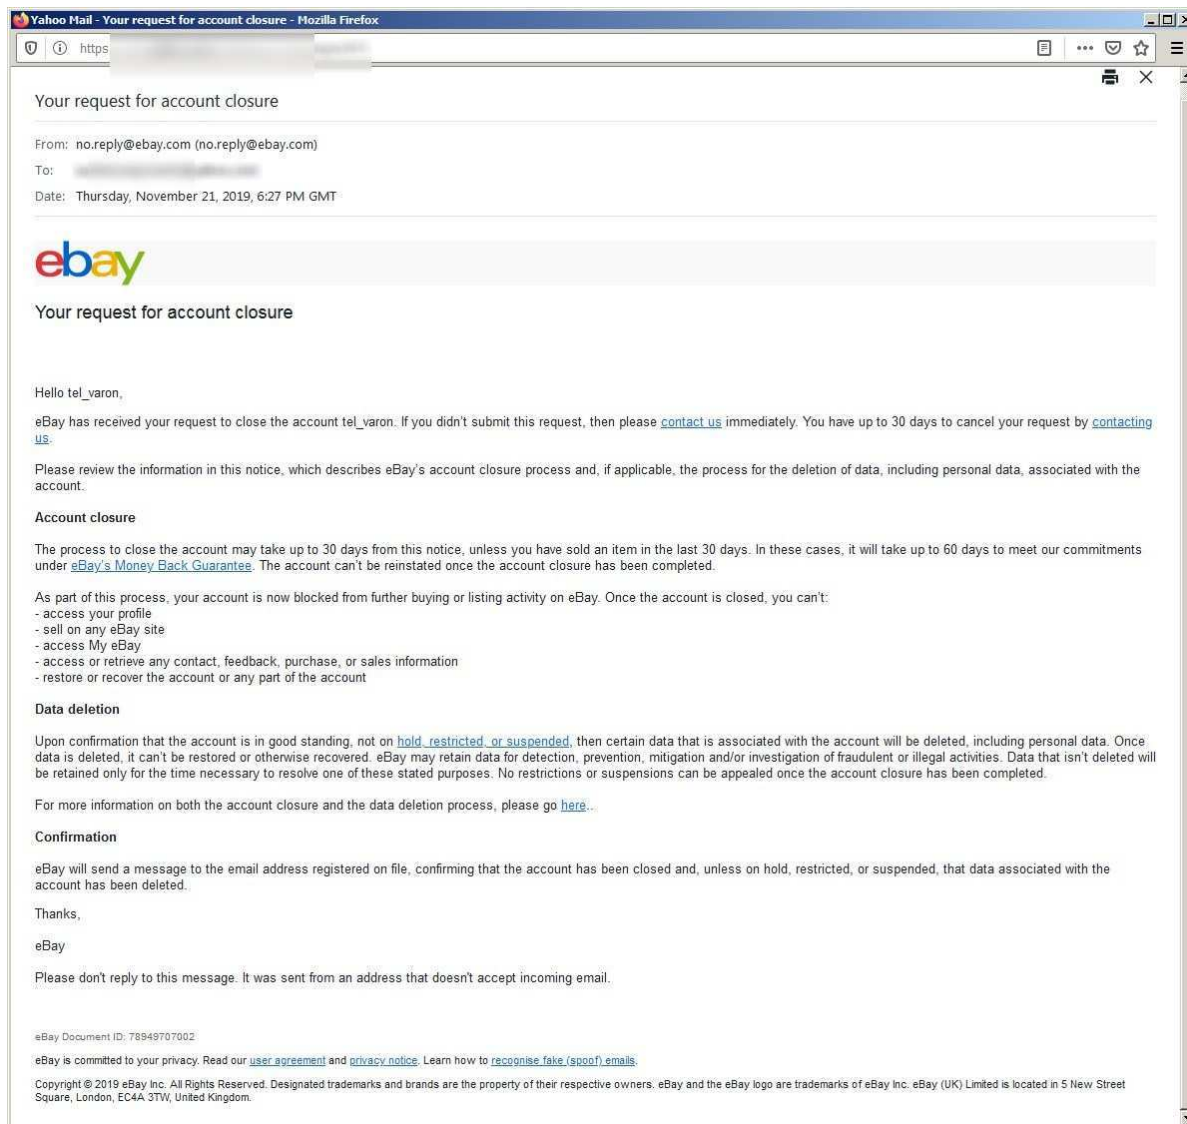 Yahoo Mail - Your request for account closure - Mozilla Firefox
https
Your request for account closure
From: no.reply@ebay.com (no.reply@ebay.com)
To:
Date: Thursday, November 21, 2019, 6:27 PM GMT
ebay
Your request for account closure
Hello tel_varon,
eBay has received your request to close the account tel_varon. If you didn't submit this request, then please contact us immediately. You have up to 30 days to cancel your request by contacting
us.
Please review the information in this notice, which describes eBay's account closure process and, if applicable, the process for the deletion of data, including personal data, associated with the
account.
Account closure
The process to close the account may take up to 30 days from this notice, unless you have sold an item in the last 30 days. In these cases, it will take up to 60 days to meet our commitments
under eBay's Money Back Guarantee. The account can't be reinstated once the account closure has been completed.
As part of this process, your account is now blocked from further buying or listing activity on eBay. Once the account is closed, you can't:
- access your profile
- sell on any eBay site
- access My eBay
- access or retrieve any contact, feedback, purchase, or sales information
- restore or recover the account or any part of the account
Data deletion
Upon confirmation that the account is in good standing, not on hold, restricted, or suspended, then certain data that is associated with the account will be deleted, including personal data. Once
data is deleted, it can't be restored or otherwise recovered. eBay may retain data for detection, prevention, mitigation and/or investigation of fraudulent or illegal activities. Data that isn't deleted will
be retained only for the time necessary to resolve one of these stated purposes. No restrictions or suspensions can be appealed once the account closure has been completed.
For more information on both the account closure and the data deletion process, please go here..
Confirmation
eBay will send a message to the email address registered on file, confirming that the account has been closed and, unless on hold, restricted, or suspended, that data associated with the
account has been deleted.
Thanks,
eBay
Please don't reply to this message. It was sent from an address that doesn't accept incoming email.
eBay Document ID: 78949707002
eBay is committed to your privacy. Read our user agreement and privacy notice. Learn how to recognise fake (spoof) emails.
Copyright © 2019 eBay Inc. All Rights Reserved. Designated trademarks and brands are the property of their respective owners. eBay and the eBay logo are trademarks of eBay Inc. eBay (UK) Limited is located in 5 New Street
Square, London, EC4A 3TW, United Kingdom.